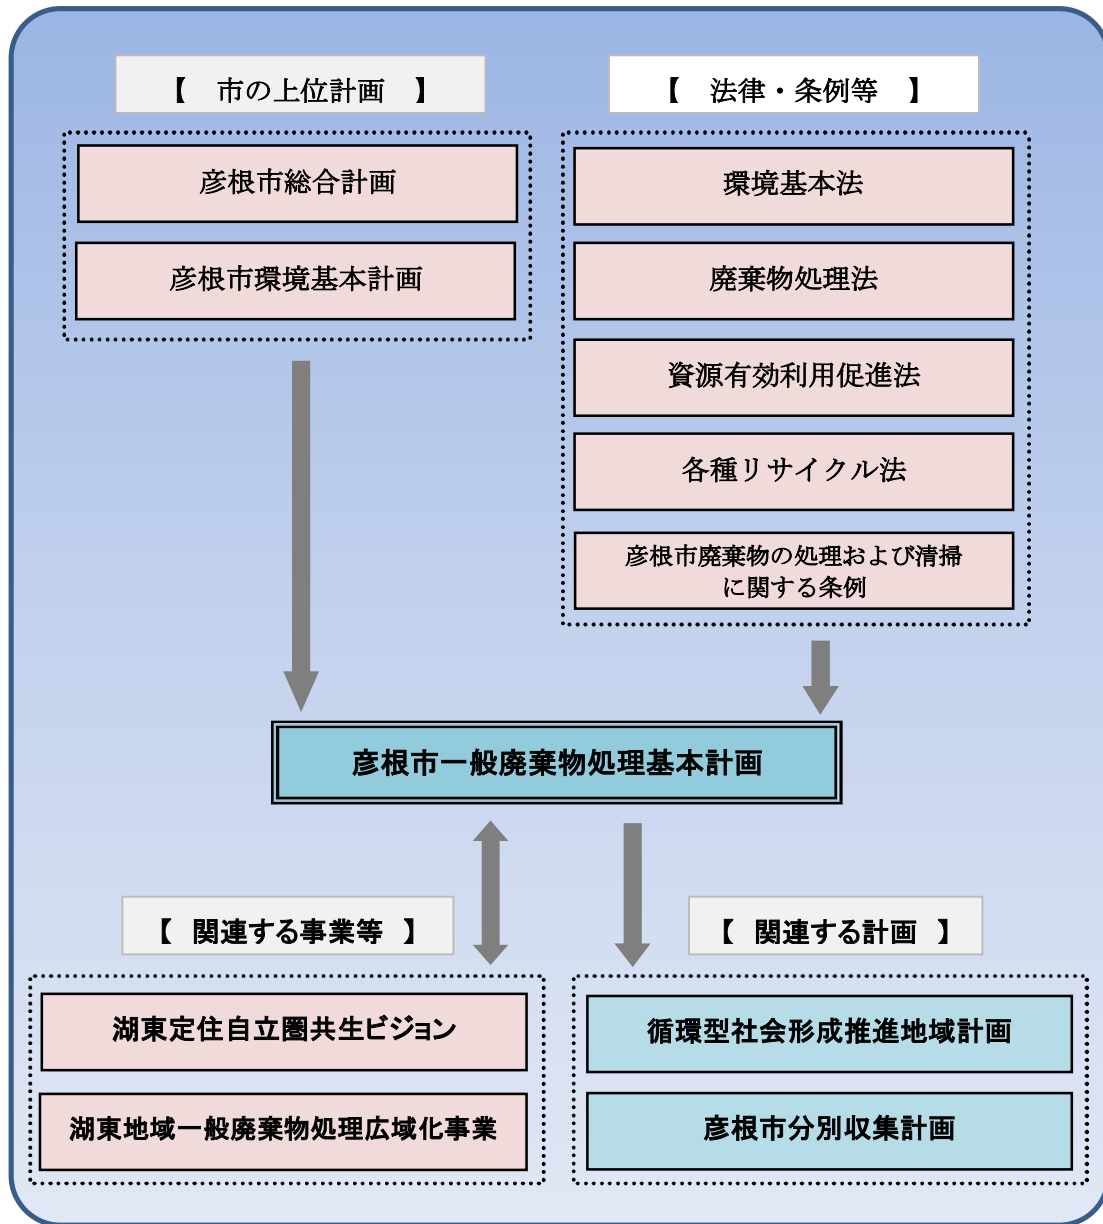 【　市の上位計画　】
彦根市総合計画
彦根市環境基本計画
【　法律・条例等　】
環境基本法
廃棄物処理法
資源有効利用促進法
各種リサイクル法
彦根市廃棄物の処理および清掃
に関する条例
彦根市一般廃棄物処理基本計画
【　関連する事業等　】
湖東定住自立圏共生ビジョン
湖東地域一般廃棄物処理広域化事業
【　関連する計画　】
循環型社会形成推進地域計画
彦根市分別収集計画